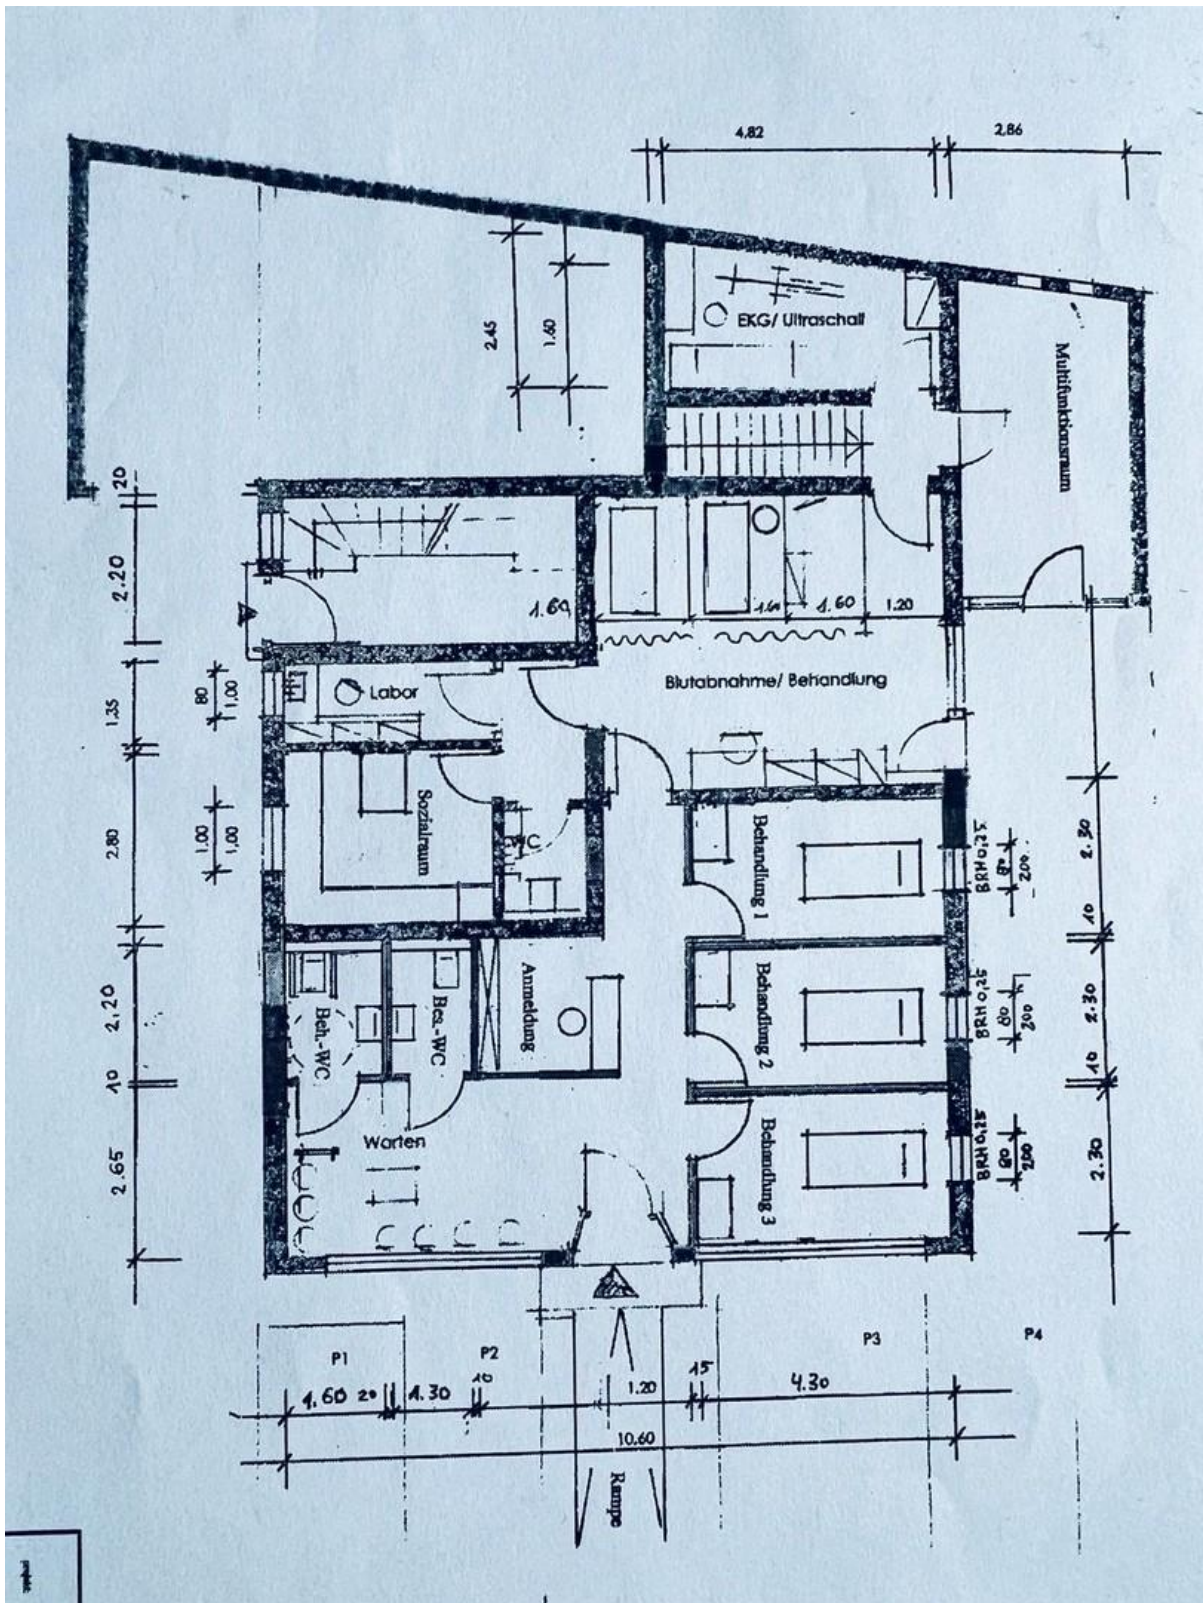 4,82
2,86
2.45
1.60
EKG/ Ultraschall
Multifunktionsraum
20
2.20
1.60
1.60
1.60
1.20
Labor
Blutabnahme/ Behandlung
80
1,00
1.35
Sozialraum
WC
Behandlung 1
1.00
1,00
2.80
BRH 0,25
80
200
2.30
10
Anmeldung
Beh.-WC
Behandlung 2
2,20
BRH 0,25
80
200
2.30
10
10
Warten
Behandlung 3
2.65
BRH 0,25
80
200
2.30
P1
P2
P3
P4
1.60
20
1.30
10
1.20
15
4.30
10.60
Rampe